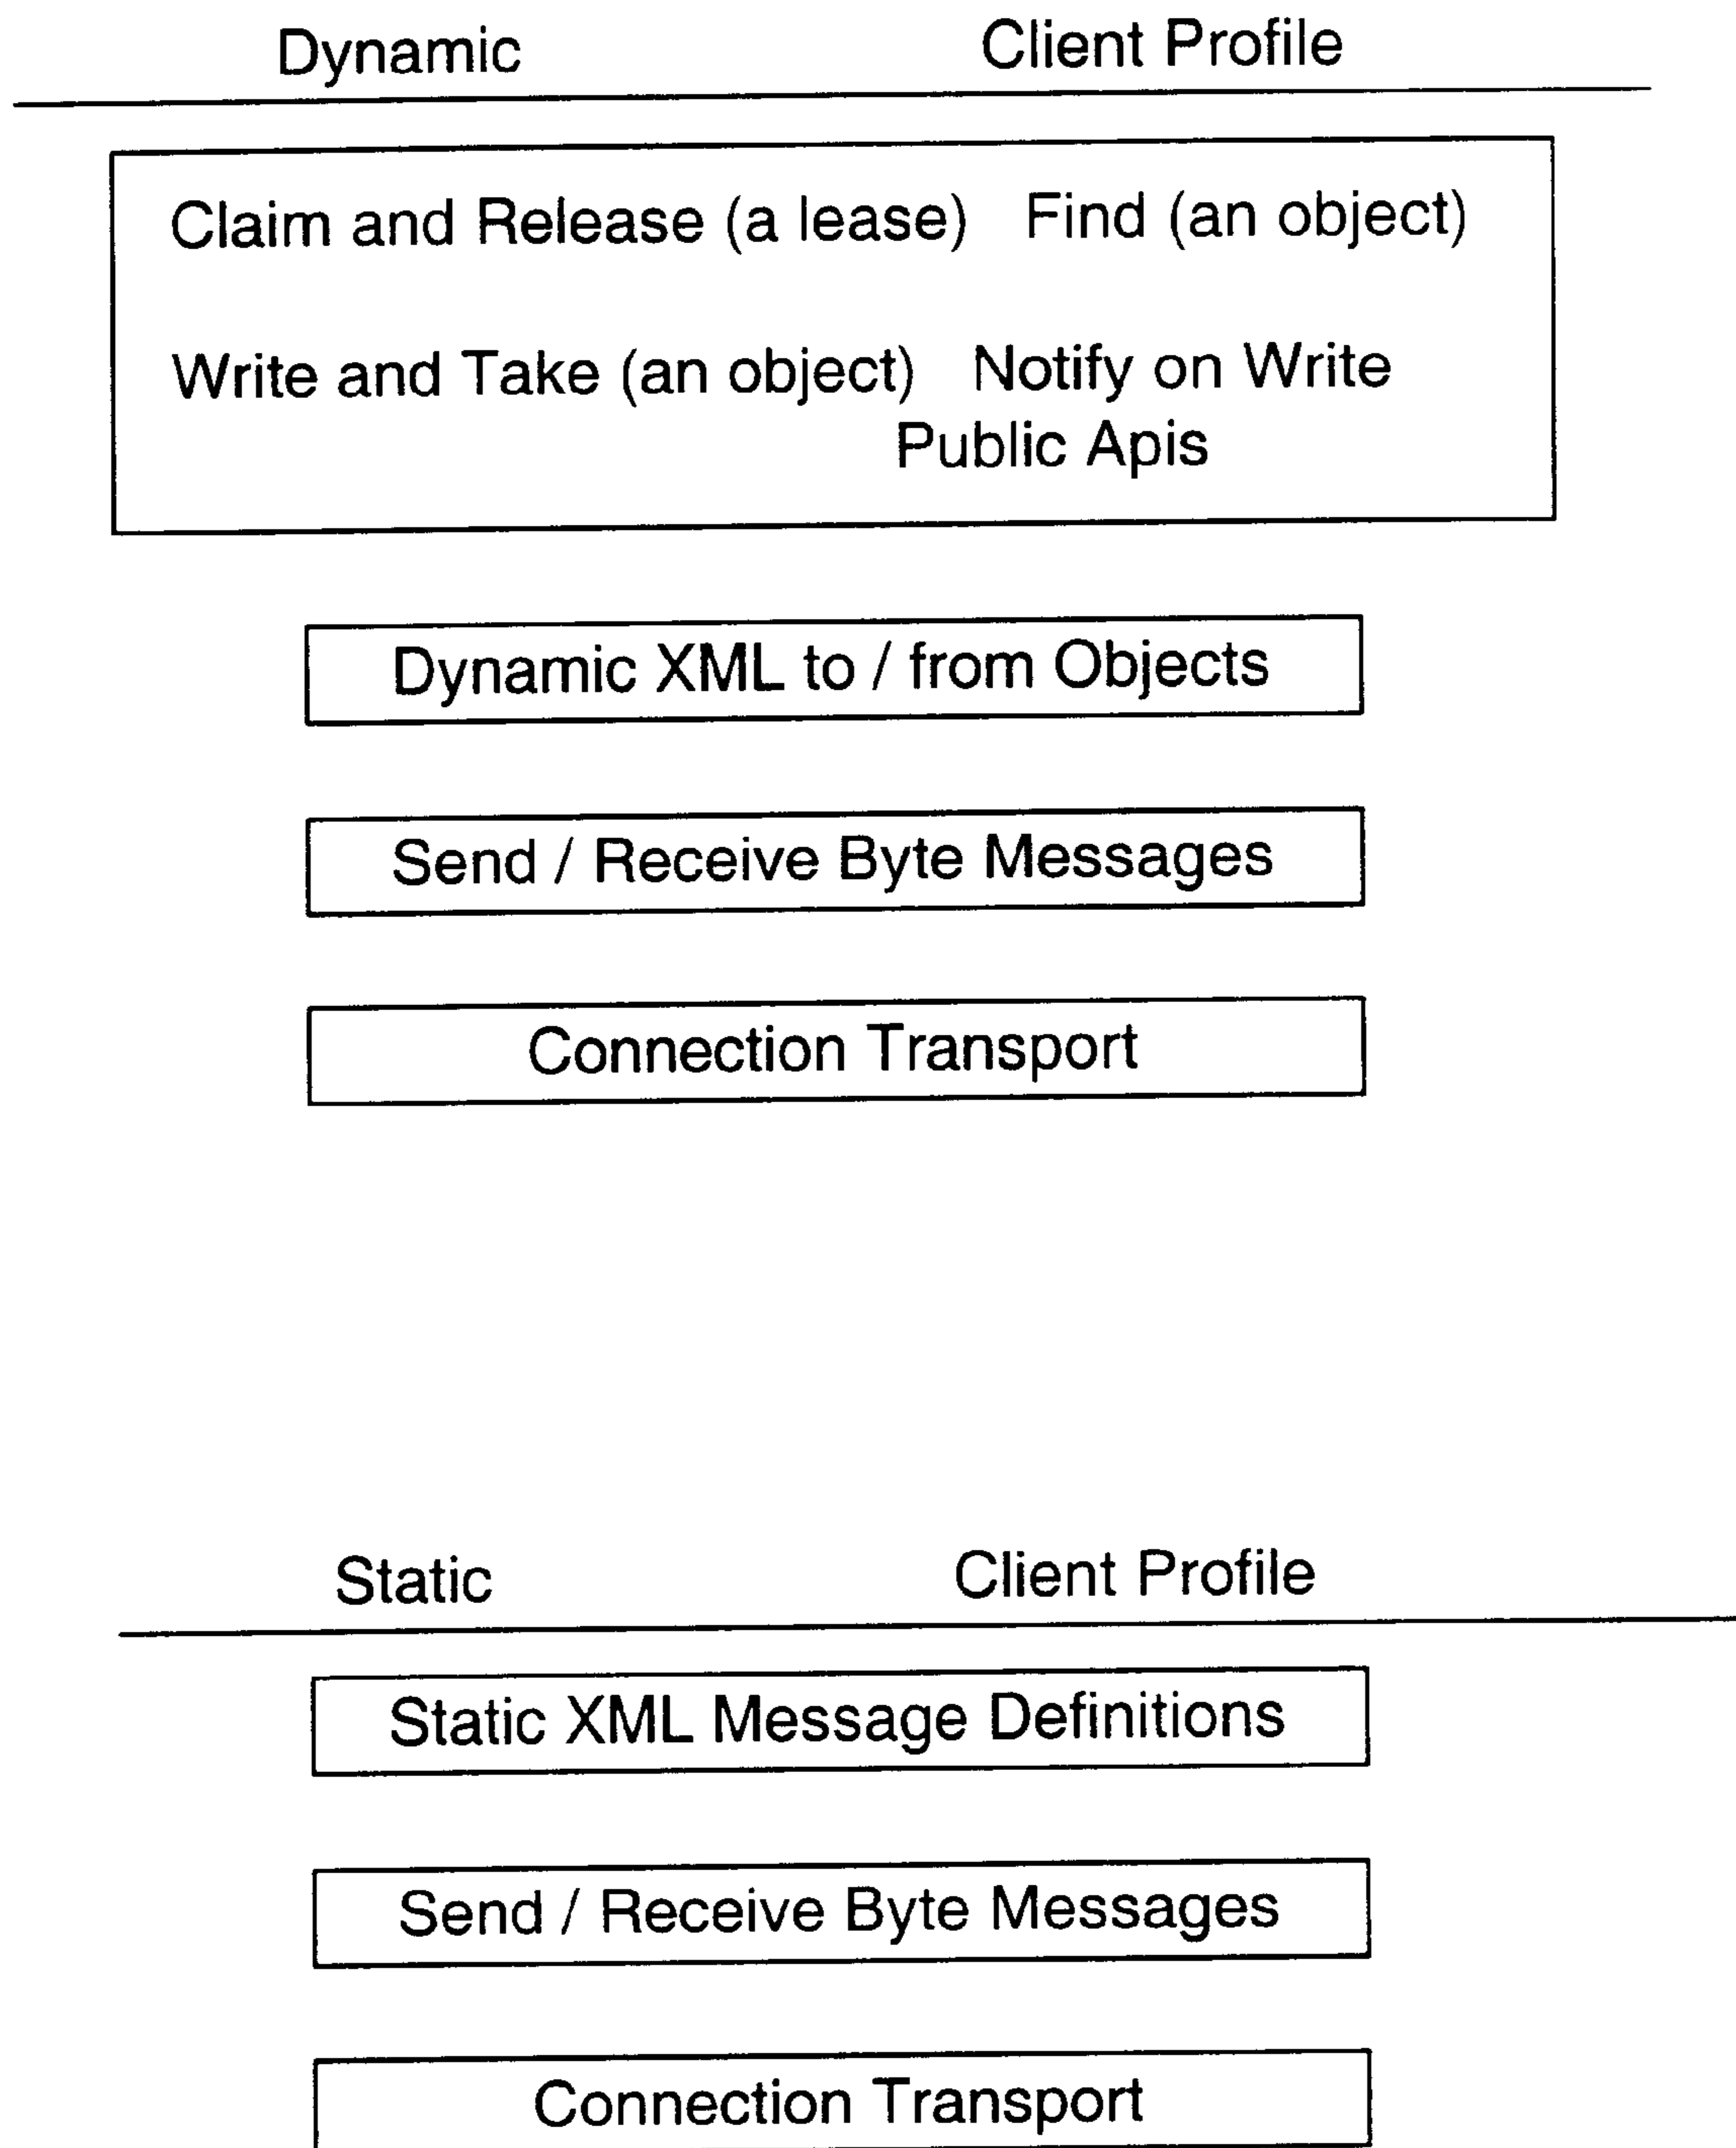 Dynamic Client Profile
Claim and Release (a lease) Find (an object)
Write and Take (an object) Notify on Write
Public Apis
Dynamic XML to / from Objects
Send / Receive Byte Messages
Connection Transport
Static Client Profile
Static XML Message Definitions
Send / Receive Byte Messages
Connection Transport